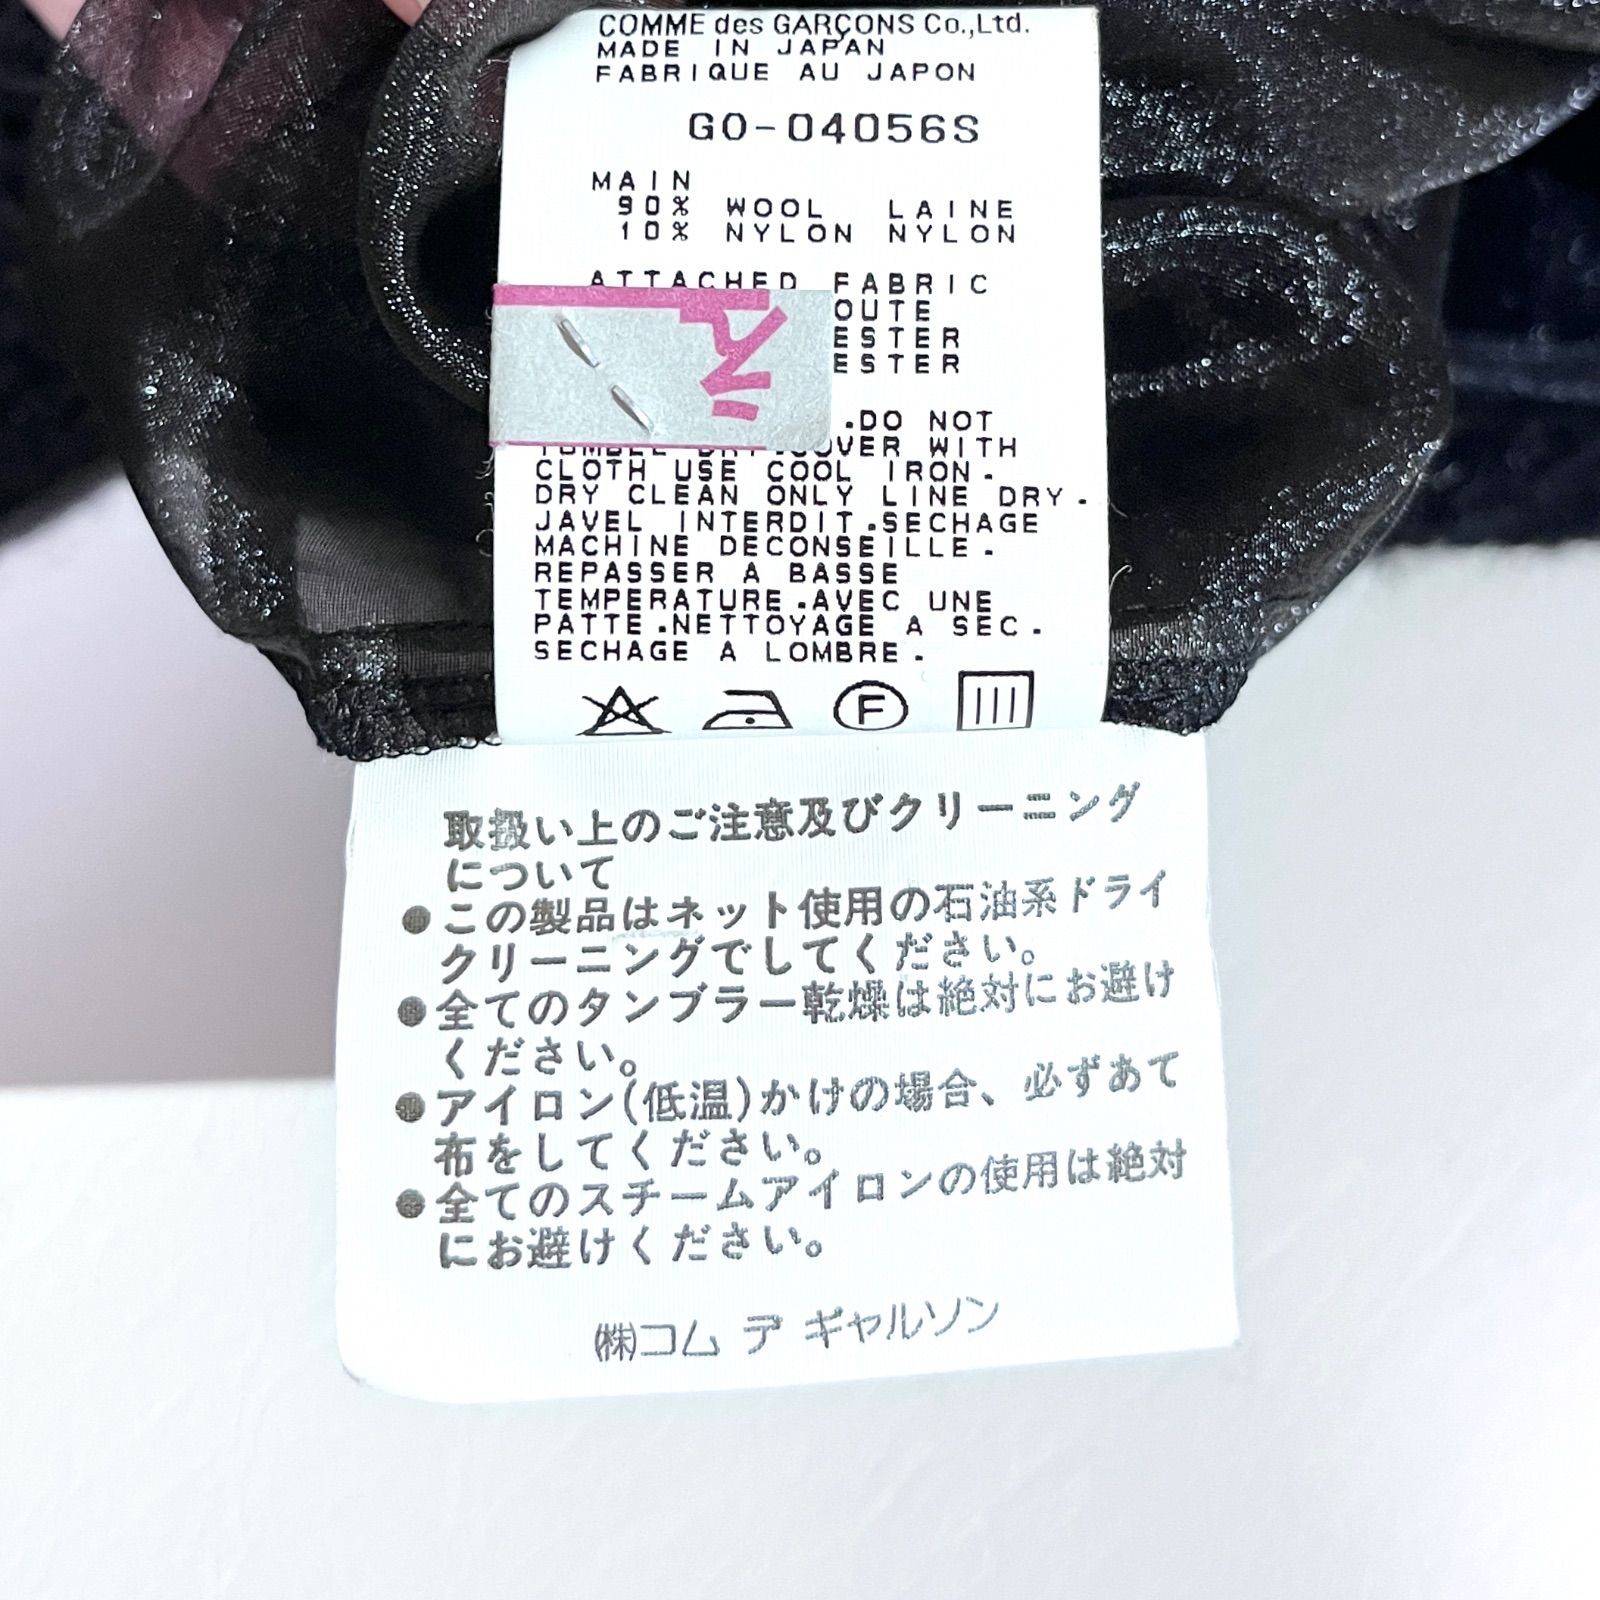 COMME des GARÇONS Co.,Ltd.
MADE IN JAPAN
FABRIQUE AU JAPON
GO-04056S
MAIN
90% WOOL LAINE
10% NYLON NYLON
ATTACHED FABRIC
.DO NOT
TUMBLE DRY.COVER WITH
CLOTH USE COOL IRON.
DRY CLEAN ONLY LINE DRY.
JAVEL INTERDIT.SECHAGE
MACHINE DECONSEILLE.
REPASSER A BASSE
TEMPERATURE.AVEC UNE
PATTE.NETTOYAGE A SEC.
SECHAGE A LOMBRE.
F
取扱い上のご注意及びクリーニング
について
●この製品はネット使用の石油系ドライ
クリーニングでしてください。
●全てのタンブラー乾燥は絶対にお避け
ください。
●アイロン(低温)かけの場合、必ずあて
布をしてください。
●全てのスチームアイロンの使用は絶対
にお避けください。
㈱コム デ ギャルソン